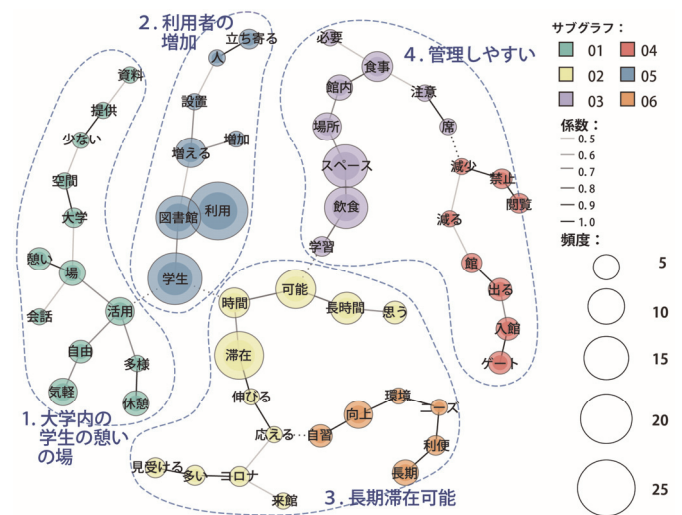 2．利用者の
増加
立ち寄る
人
設置
増える
増加
図書館
利用
学生
資料
提供
少ない
空間
大学
憩い
場
会話
活用
自由
多様
気軽
休憩
1．大学内の
学生の憩い
の場
必要
食事
4．管理しやすい
館内
注意
場所
席
スペース
減少
禁止
閲覧
飲食
減る
学習
館
出る
入館
ゲート
時間
可能
長時間
思う
滞在
伸びる
応える
自習
向上
環境
ニーズ
利便
長期
見受ける
多い
コロナ
来館
3．長期滞在可能
サブグラフ：
01 04
02 05
03 06
係数：
0.5
0.6
0.7
0.8
0.9
1.0
頻度：
5
10
15
20
25